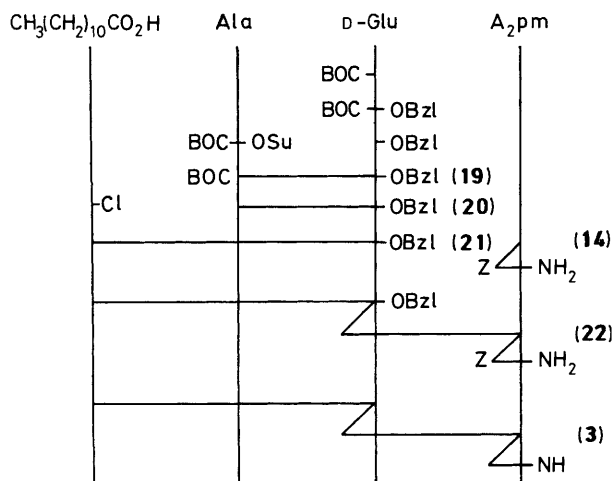 CH₃(CH₂)₁₀CO₂H Ala D-Glu A₂pm
BOC
BOC OBzl
BOC OSu OBzl
BOC OBzl (19)
Cl OBzl (20)
OBzl (21) (14)
Z NH₂
OBzl
(22)
Z NH₂
(3)
NH